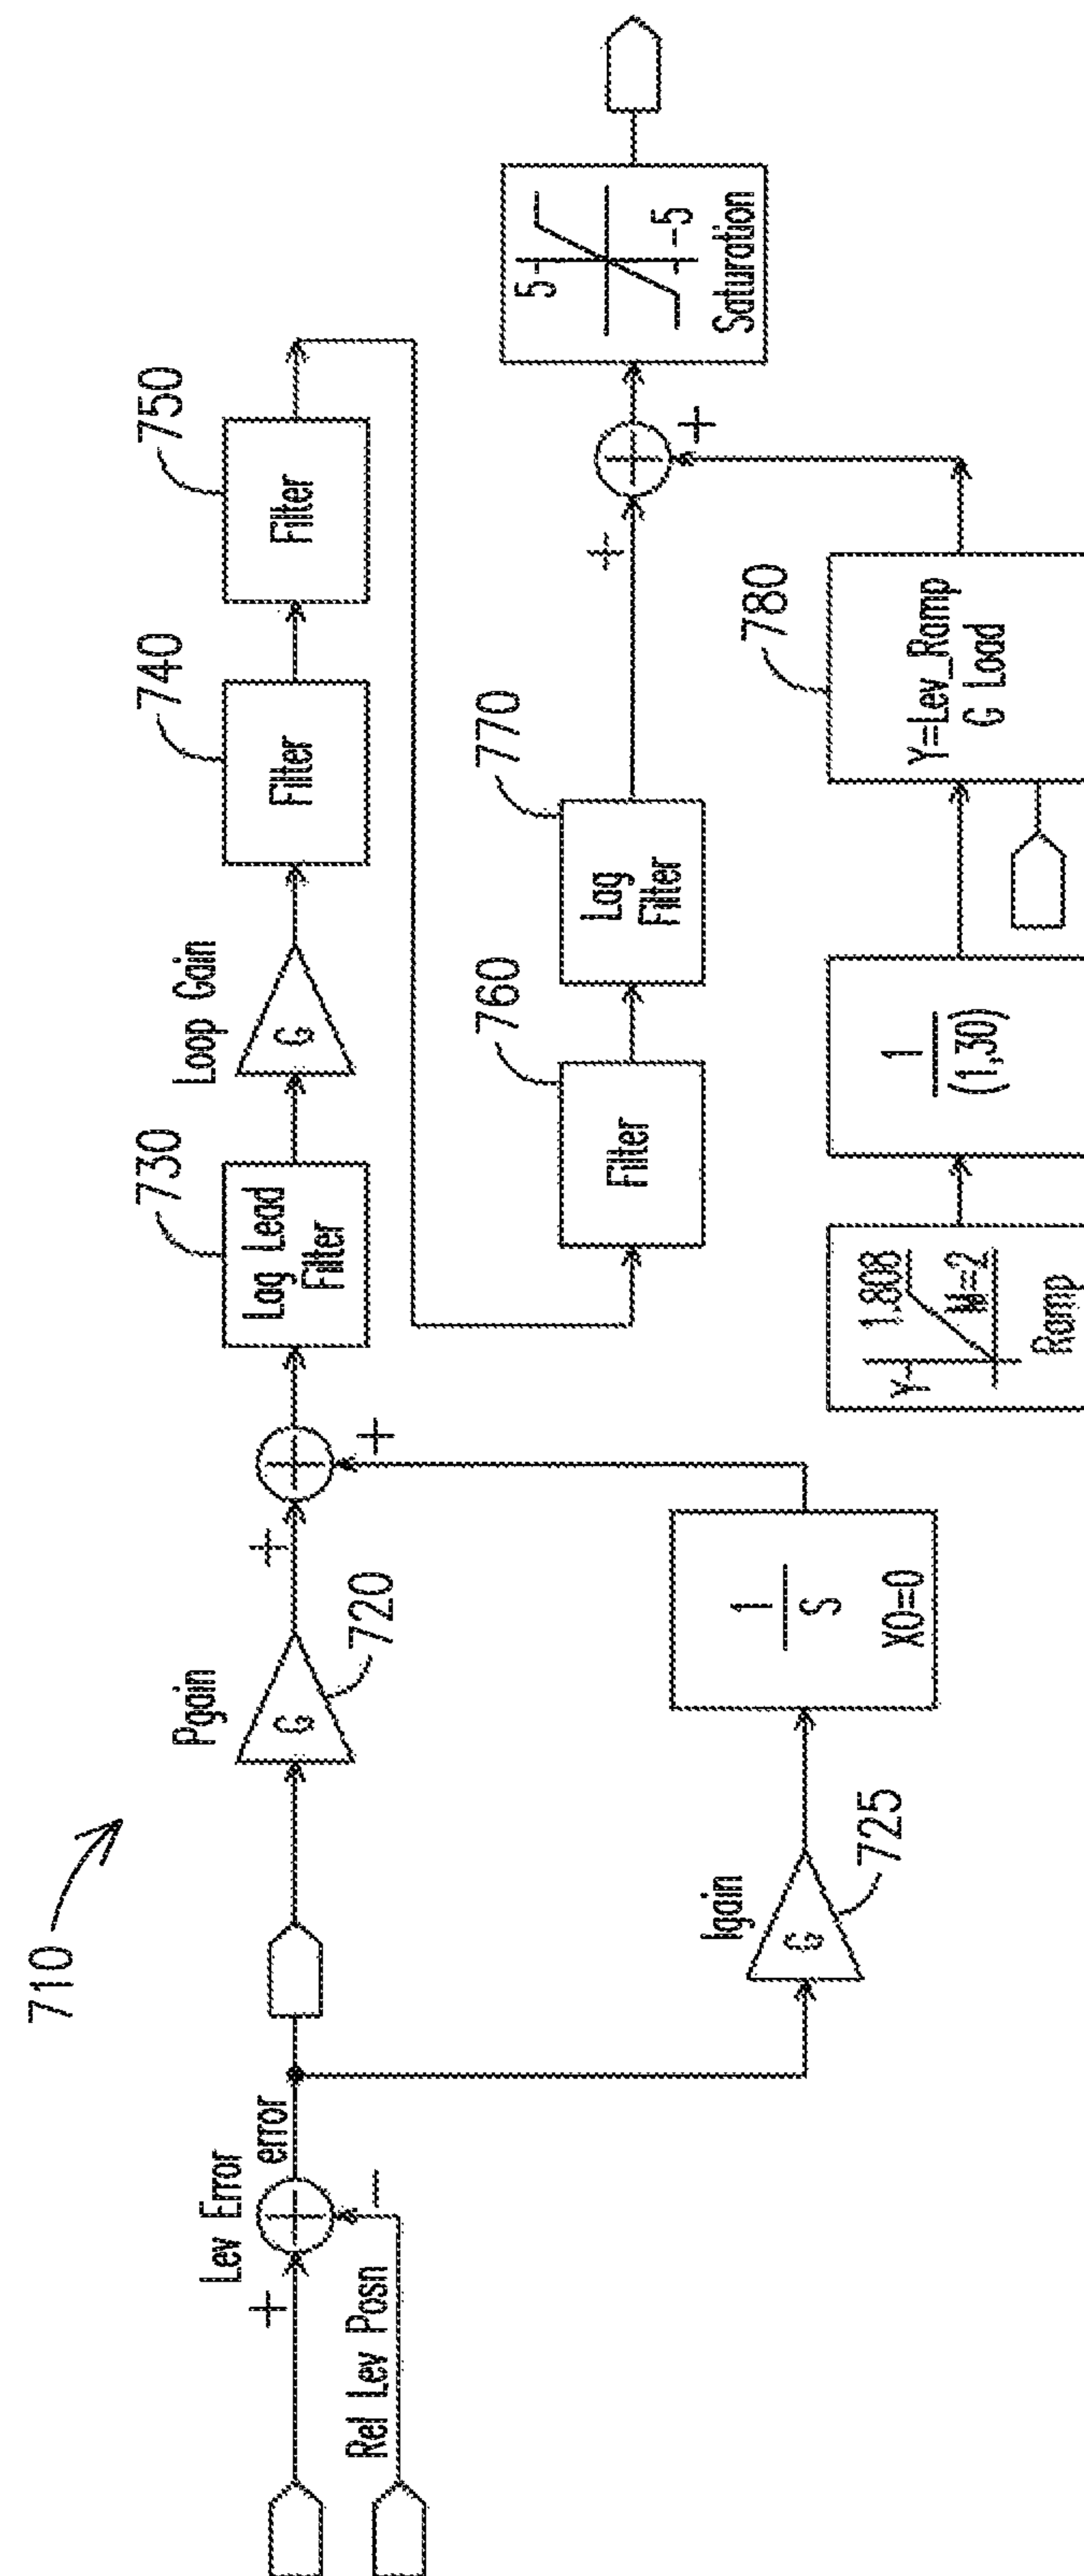 710
Lev Error
+
error
Rel Lev Posn
−
Pgain
G
720
+
+
Igain
G
725
1
S
X0=0
730
Lag Lead
Filter
Loop Gain
G
740
Filter
750
Filter
760
Filter
770
Lag
Filter
+
+
5
-5
Saturation
Y
1.808
M=2
Ramp
1
(1,30)
780
Y=Lev_Ramp
G Load